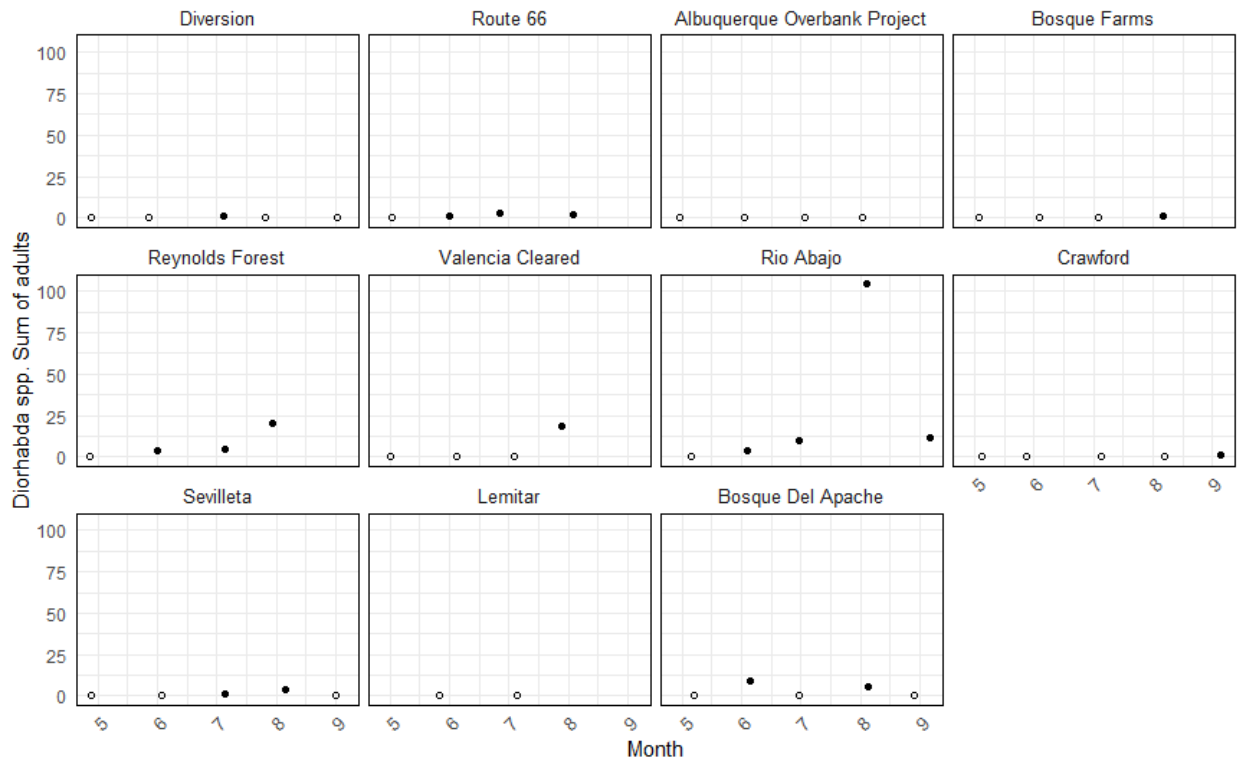 Diversion Route 66 Albuquerque Overbank Project Bosque Farms
100
75
50
25
0
Reynolds Forest Valencia Cleared Rio Abajo Crawford
100
75
50
25
0
5 6 7 8 9
Sevilleta Lemitar Bosque Del Apache
100
75
50
25
0
5 6 7 8 9 5 6 7 8 9 5 6 7 8 9
Month
Diorhabda spp. Sum of adults